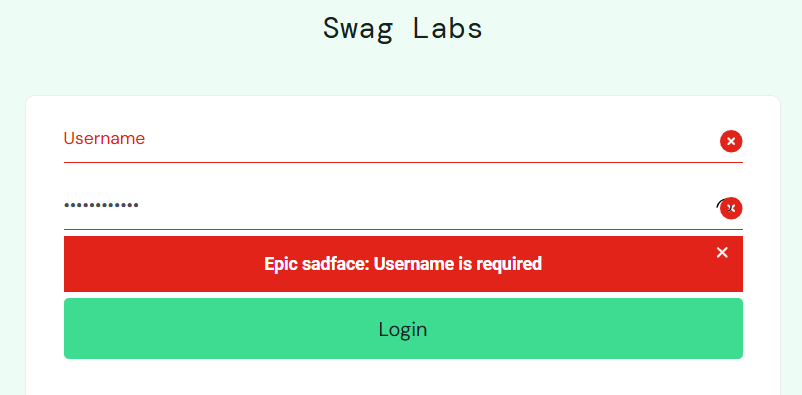 Swag Labs
Username
••••••••••••
Epic sadface: Username is required
Login